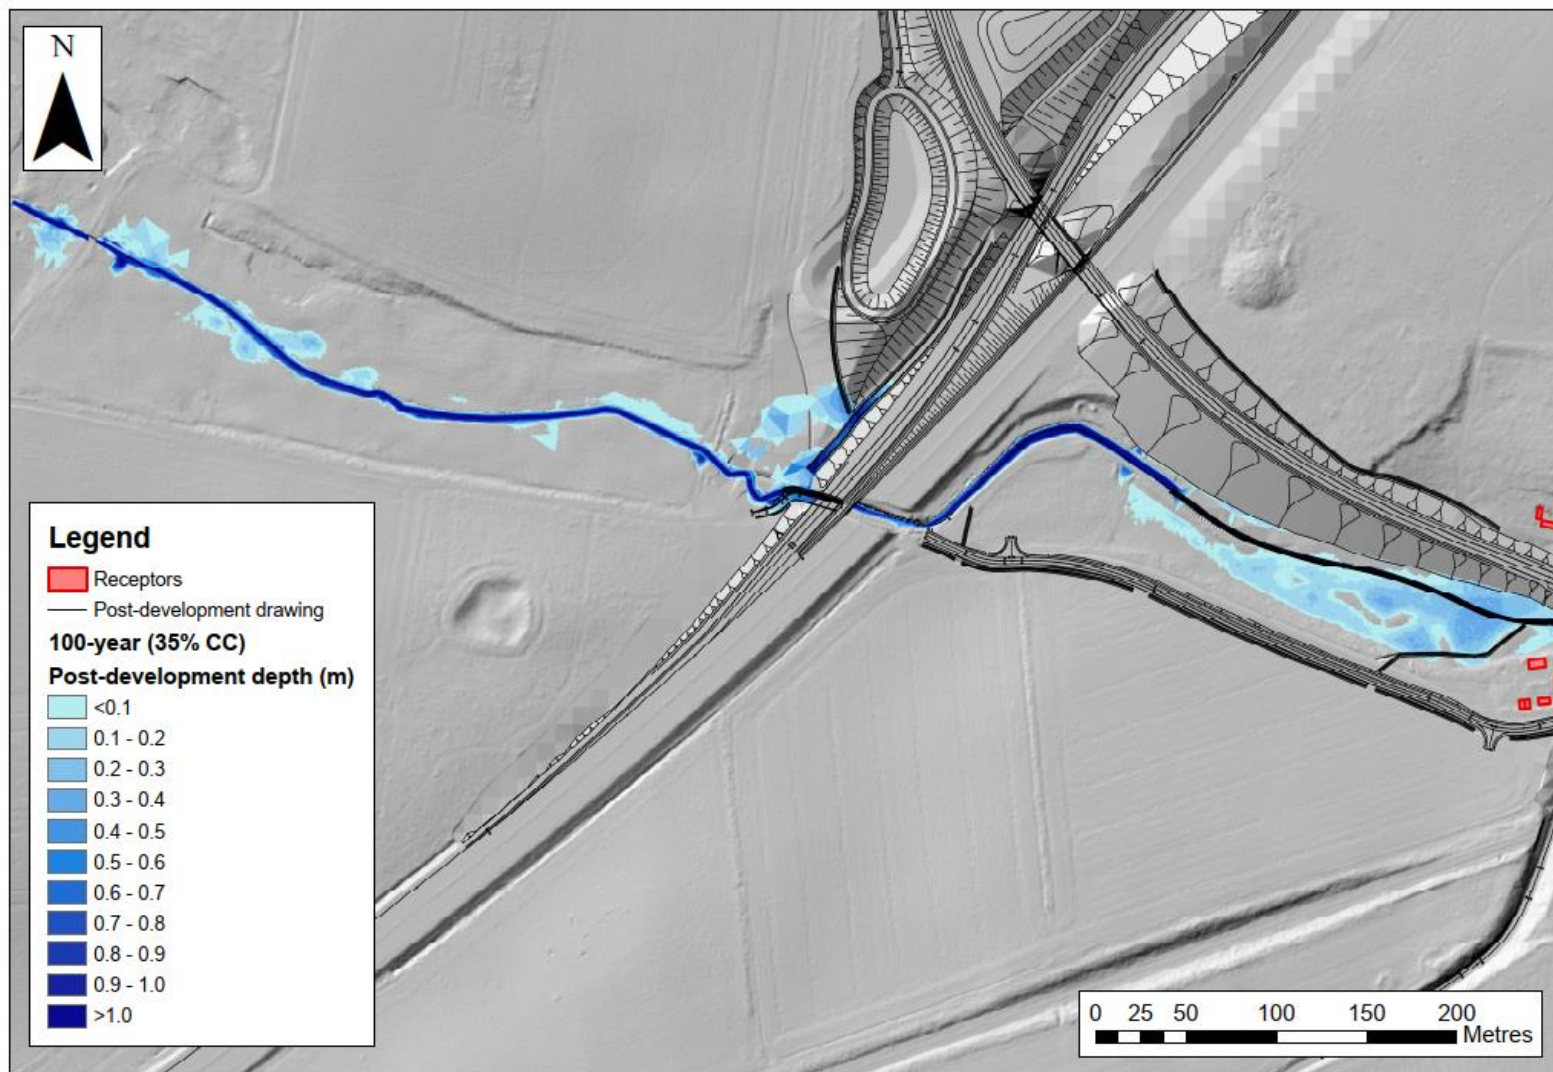 N
Legend
Receptors
Post-development drawing
100-year (35% CC)
Post-development depth (m)
<0.1
0.1 - 0.2
0.2 - 0.3
0.3 - 0.4
0.4 - 0.5
0.5 - 0.6
0.6 - 0.7
0.7 - 0.8
0.8 - 0.9
0.9 - 1.0
>1.0
0 25 50 100 150 200
Metres